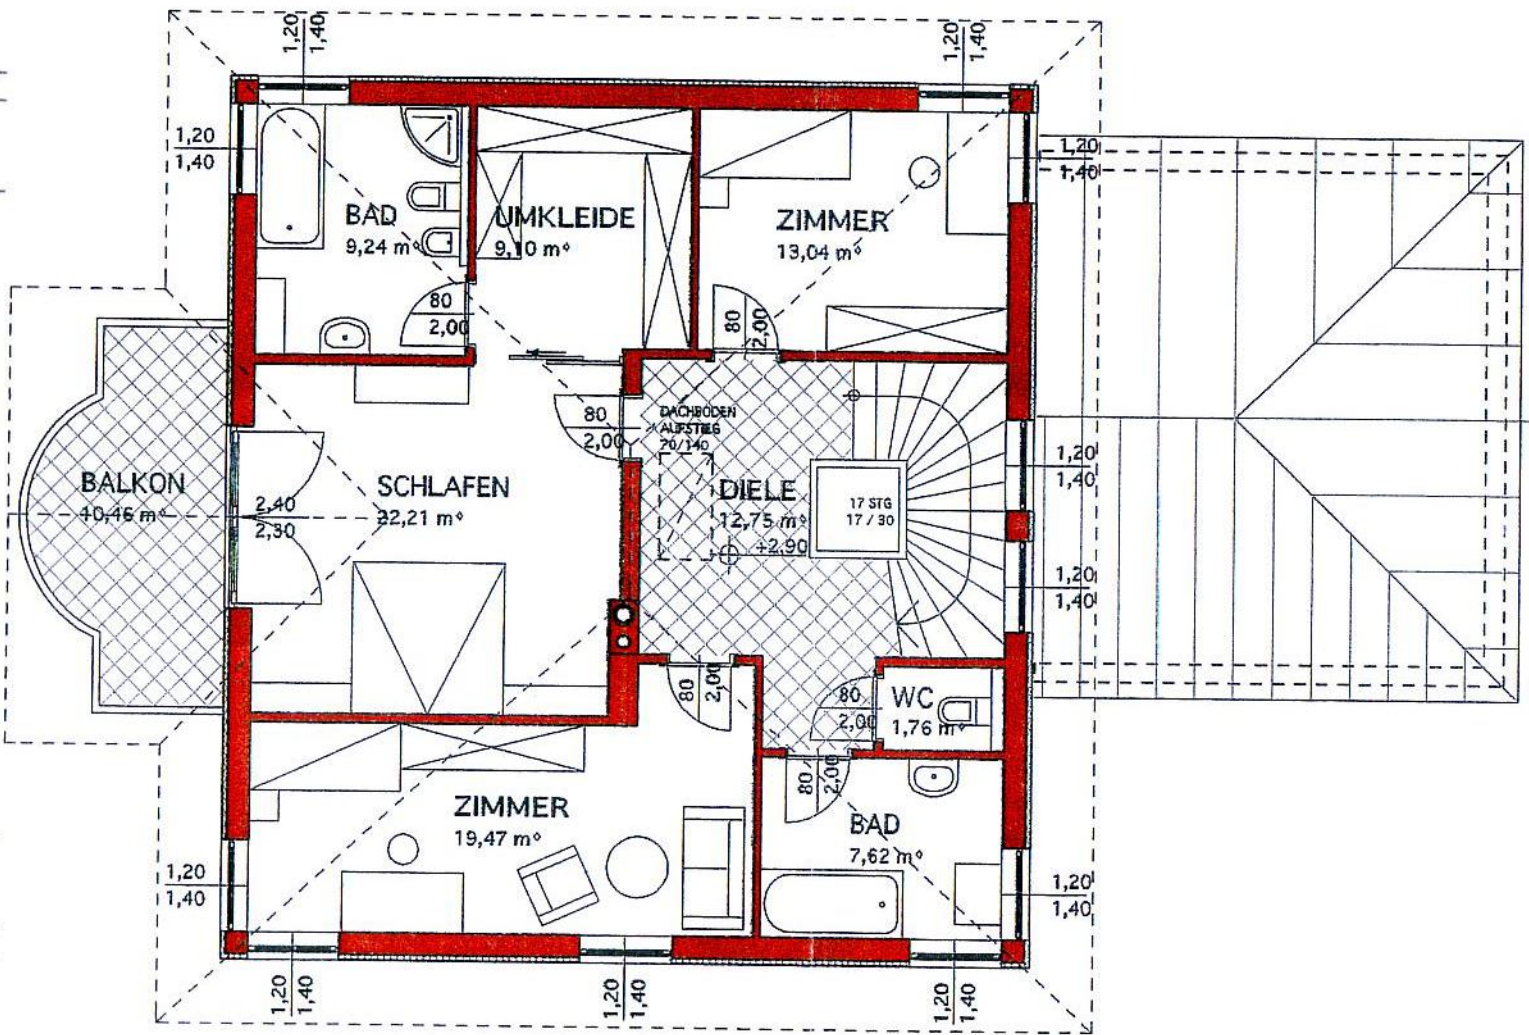 1,20
1,40
1,20
1,40
1,20
1,40
1,20
1,40
BAD
9,24 m²
UMKLEIDE
9,10 m²
ZIMMER
13,04 m²
80
2,00
80
2,00
80
2,00
DACHBODEN
AUFSTIEG
70/140
BALKON
10,46 m²
2,40
2,30
SCHLAFEN
22,21 m²
DIELE
12,75 m²
+2,90
17 STG
17 / 30
1,20
1,40
1,20
1,40
80
2,00
80
2,00
WC
1,76 m²
80
2,00
ZIMMER
19,47 m²
BAD
7,62 m²
1,20
1,40
1,20
1,40
1,20
1,40
1,20
1,40
1,20
1,40